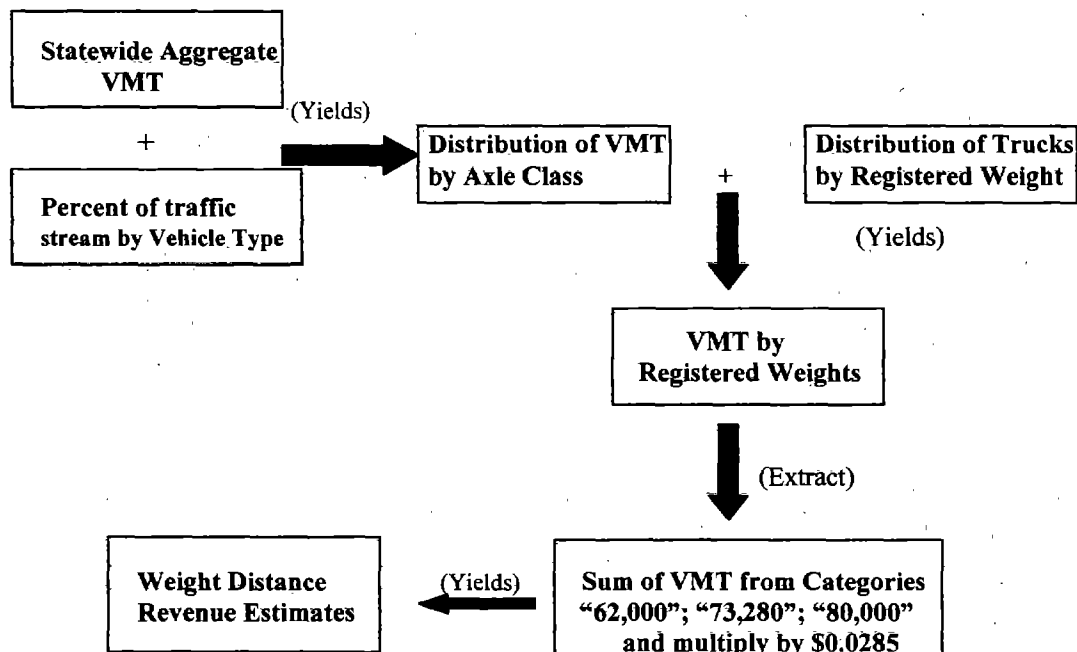 Statewide Aggregate
VMT
+
Percent of traffic
stream by Vehicle Type
(Yields)
Distribution of VMT
by Axle Class
+
Distribution of Trucks
by Registered Weight
(Yields)
VMT by
Registered Weights
(Extract)
Sum of VMT from Categories
“62,000”; “73,280”; “80,000”
and multiply by $0.0285
(Yields)
Weight Distance
Revenue Estimates